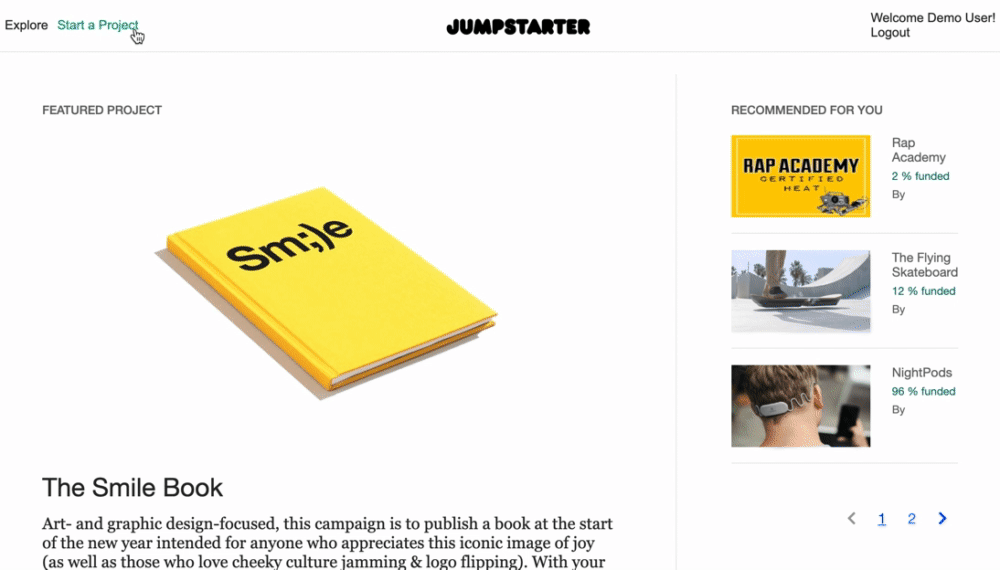 Explore Start a Project
JUMPSTARTER
Welcome Demo User!
Logout
FEATURED PROJECT
Sm;)e
The Smile Book
Art- and graphic design-focused, this campaign is to publish a book at the start
of the new year intended for anyone who appreciates this iconic image of joy
(as well as those who love cheeky culture jamming & logo flipping). With your
RECOMMENDED FOR YOU
RAP ACADEMY
CERTIFIED
HEAT
Rap
Academy
2 % funded
By
The Flying
Skateboard
12 % funded
By
NightPods
96 % funded
By
1 2